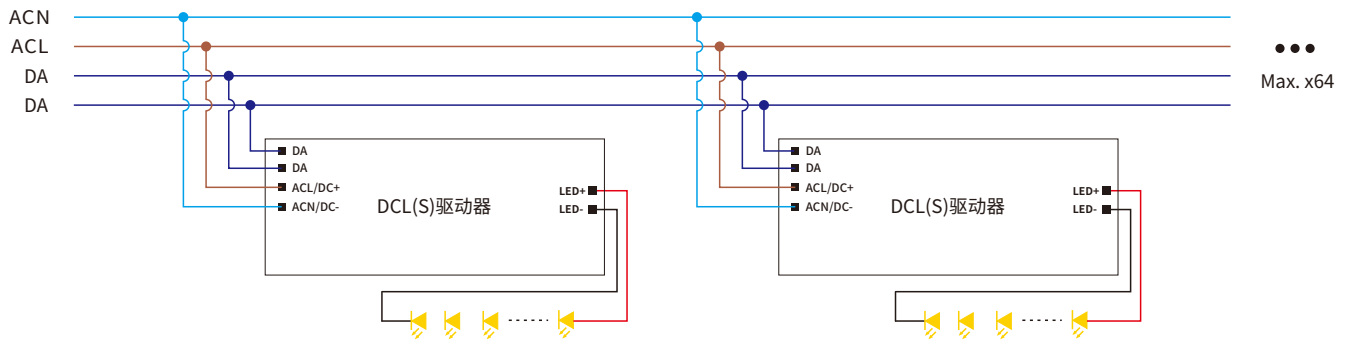 ACN
ACL
DA
DA
•••
Max. x64
DA
DA
ACL/DC+
ACN/DC-
DCL(S)驱动器
LED+
LED-
DA
DA
ACL/DC+
ACN/DC-
DCL(S)驱动器
LED+
LED-